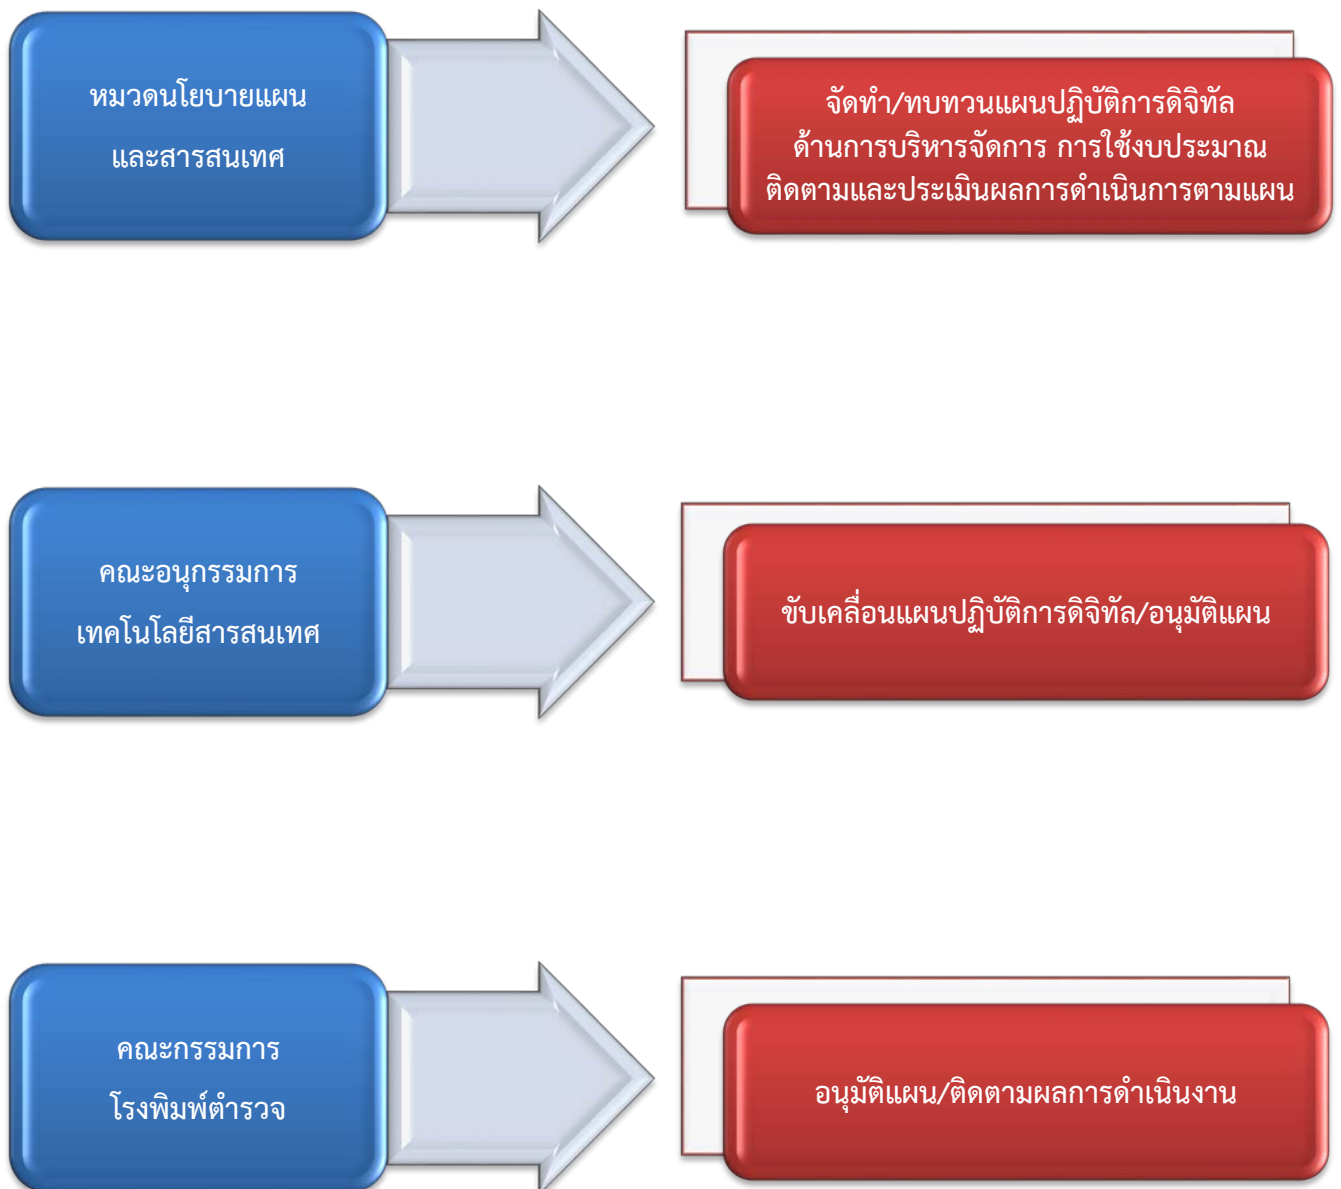 หมวดนโยบายแผน
และสารสนเทศ
จัดทำ/ทบทวนแผนปฏิบัติการดิจิทัล
ด้านการบริหารจัดการ การใช้งบประมาณ
ติดตามและประเมินผลการดำเนินการตามแผน
คณะอนุกรรมการ
เทคโนโลยีสารสนเทศ
ขับเคลื่อนแผนปฏิบัติการดิจิทัล/อนุมัติแผน
คณะกรรมการ
โรงพิมพ์ตำรวจ
อนุมัติแผน/ติดตามผลการดำเนินงาน